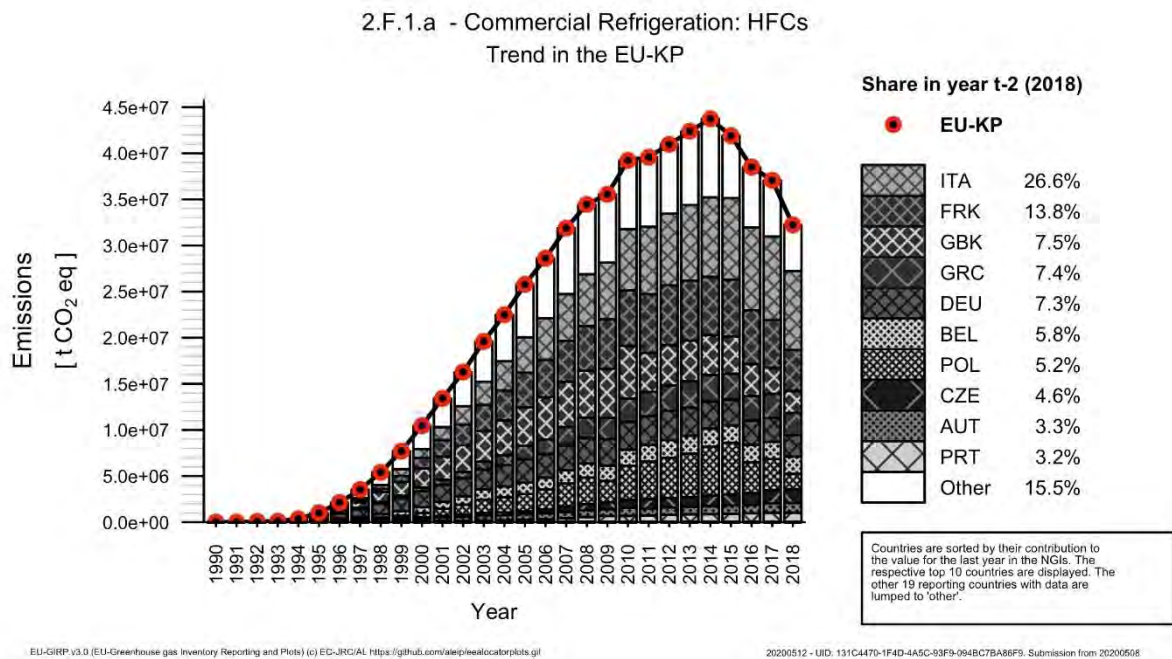 2.F.1.a - Commercial Refrigeration: HFCs
Trend in the EU-KP
Emissions
[ t CO₂ eq ]
4.5e+07
4.0e+07
3.5e+07
3.0e+07
2.5e+07
2.0e+07
1.5e+07
1.0e+07
5.0e+06
0.0e+00
1990
1991
1992
1993
1994
1995
1996
1997
1998
1999
2000
2001
2002
2003
2004
2005
2006
2007
2008
2009
2010
2011
2012
2013
2014
2015
2016
2017
2018
Year
Share in year t-2 (2018)
EU-KP
ITA 26.6%
FRK 13.8%
GBK 7.5%
GRC 7.4%
DEU 7.3%
BEL 5.8%
POL 5.2%
CZE 4.6%
AUT 3.3%
PRT 3.2%
Other 15.5%
Countries are sorted by their contribution to
the value for the last year in the NGIs. The
respective top 10 countries are displayed. The
other 19 reporting countries with data are
lumped to 'other'.
EU-GIRP v3.0 (EU-Greenhouse gas Inventory Reporting and Plots) (c) EC-JRC/AL https://github.com/aleip/eealocatorplots.git
20200512 - UID: 131C4470-1F4D-4A5C-93F9-094BC7BA86F9. Submission from 20200508